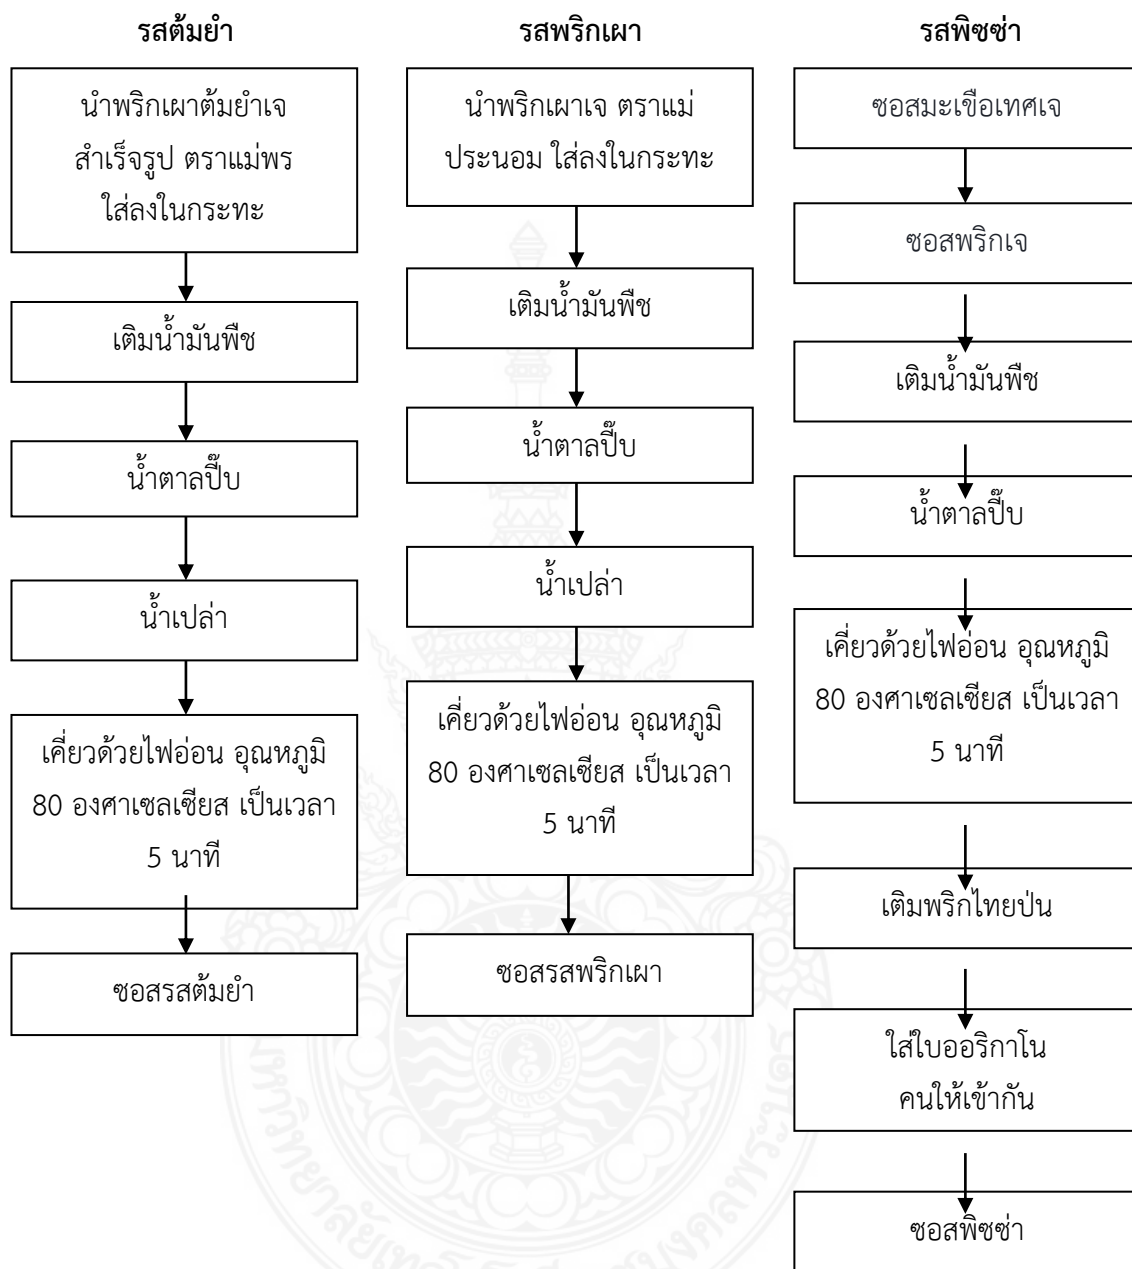 รสต้มยำ
นำพริกเผาต้มยำเจ
สำเร็จรูป ตราแม่พร
ใส่ลงในกระทะ
เติมน้ำมันพืช
น้ำตาลปี๊บ
น้ำเปล่า
เคี่ยวด้วยไฟอ่อน อุณหภูมิ
80 องศาเซลเซียส เป็นเวลา
5 นาที
ซอสรสต้มยำ
รสพริกเผา
นำพริกเผาเจ ตราแม่
ประนอม ใส่ลงในกระทะ
เติมน้ำมันพืช
น้ำตาลปี๊บ
น้ำเปล่า
เคี่ยวด้วยไฟอ่อน อุณหภูมิ
80 องศาเซลเซียส เป็นเวลา
5 นาที
ซอสรสพริกเผา
รสพิซซ่า
ซอสมะเขือเทศเจ
ซอสพริกเจ
เติมน้ำมันพืช
น้ำตาลปี๊บ
เคี่ยวด้วยไฟอ่อน อุณหภูมิ
80 องศาเซลเซียส เป็นเวลา
5 นาที
เติมพริกไทยป่น
ใส่ใบออริกาโน
คนให้เข้ากัน
ซอสพิซซ่า